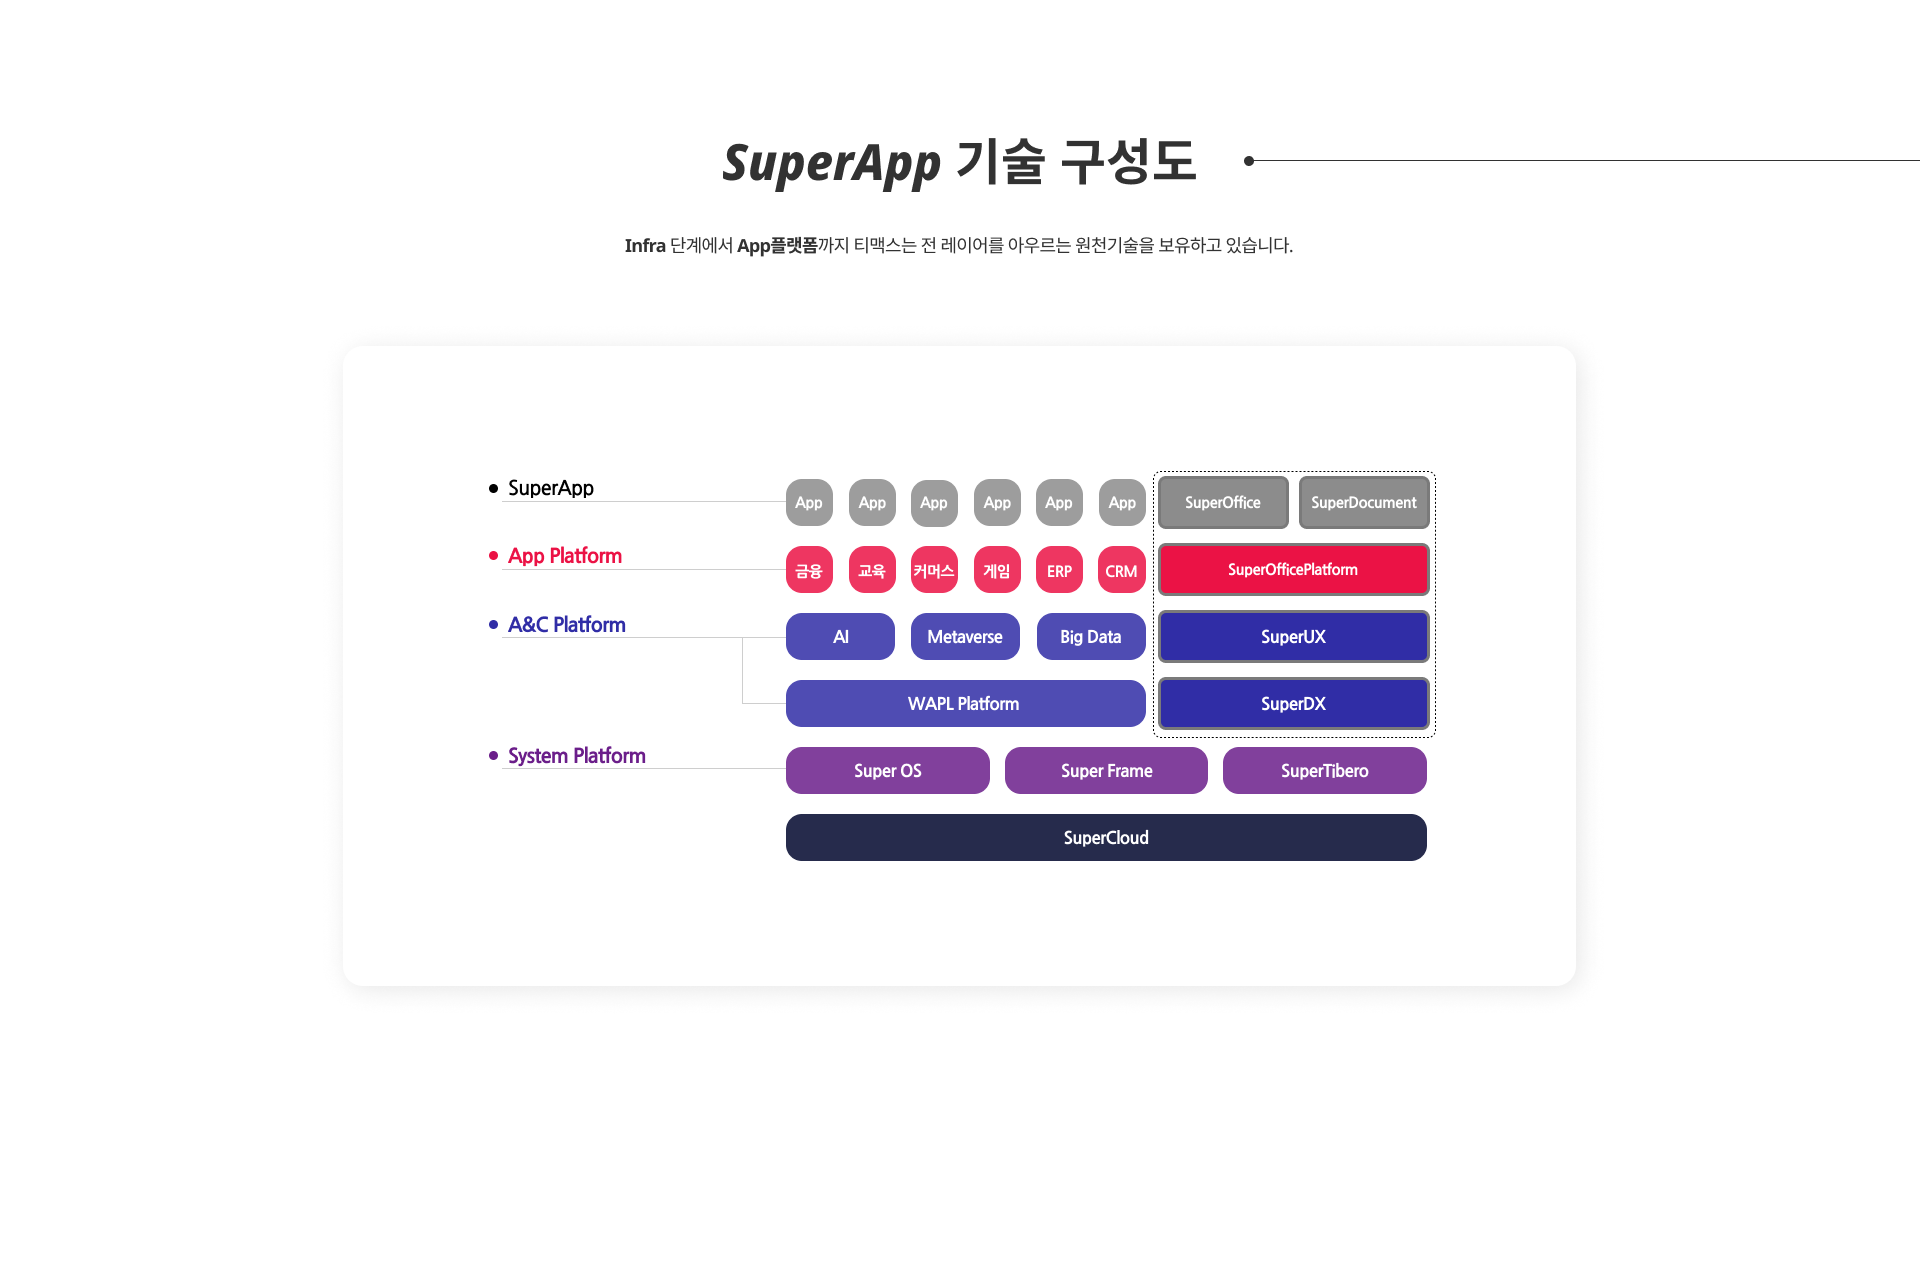 SuperApp 기술 구성도
Infra 단계에서 App플랫폼까지 티맥스는 전 레이어를 아우르는 원천기술을 보유하고 있습니다.
SuperApp
App App App App App App SuperOffice SuperDocument
App Platform
금융 교육 커머스 게임 ERP CRM SuperOfficePlatform
A&C Platform
AI Metaverse Big Data SuperUX
WAPL Platform SuperDX
System Platform
Super OS Super Frame SuperTibero
SuperCloud